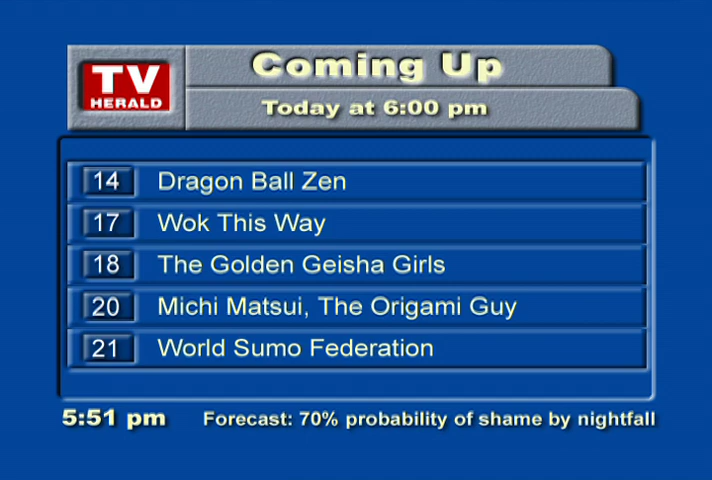 TV
HERALD
Coming Up
Today at 6:00 pm
14 Dragon Ball Zen
17 Wok This Way
18 The Golden Geisha Girls
20 Michi Matsui, The Origami Guy
21 World Sumo Federation
5:51 pm Forecast: 70% probability of shame by nightfall